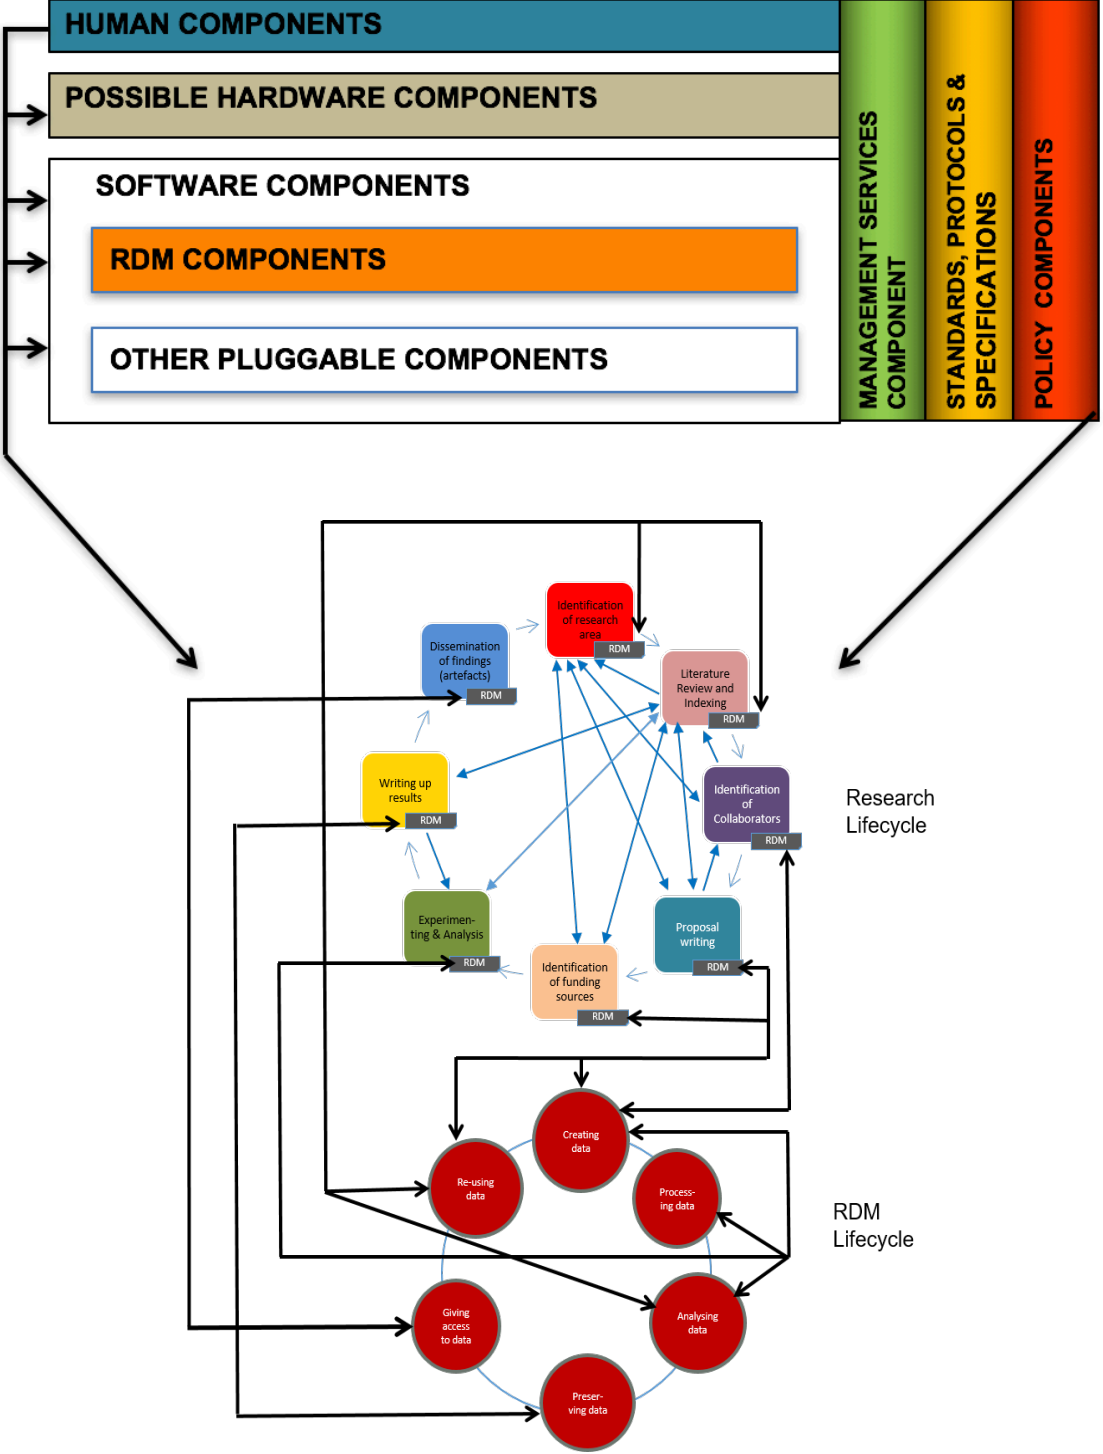 HUMAN COMPONENTS
POSSIBLE HARDWARE COMPONENTS
SOFTWARE COMPONENTS
RDM COMPONENTS
OTHER PLUGGABLE COMPONENTS
MANAGEMENT SERVICES
COMPONENT
STANDARDS, PROTOCOLS &
SPECIFICATIONS
POLICY COMPONENTS
Identification
of research
area
RDM
Dissemination
of findings
(artefacts)
RDM
Literature
Review and
Indexing
RDM
Writing up
results
RDM
Identification
of
Collaborators
RDM
Research
Lifecycle
Experimen-
ting & Analysis
RDM
Proposal
writing
RDM
Identification
of funding
sources
RDM
Creating
data
Re-using
data
Process-
ing data
RDM
Lifecycle
Giving
access
to data
Analysing
data
Preser-
ving data